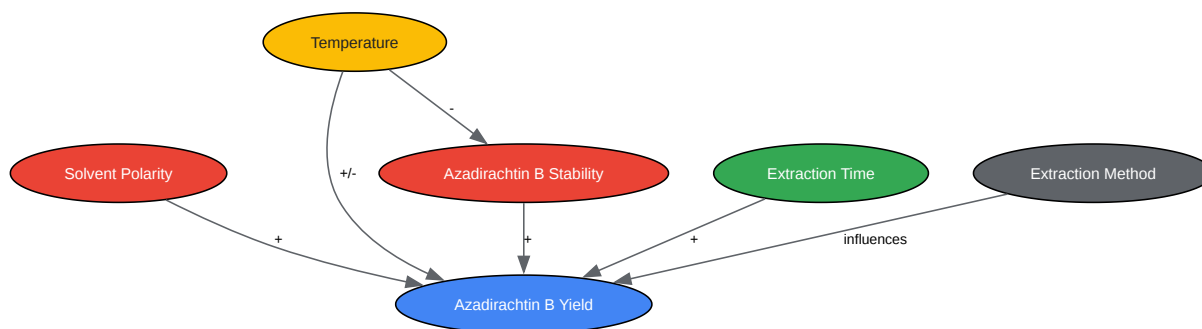 Temperature
-
Solvent Polarity
+/-
Azadirachtin B Stability
Extraction Time
Extraction Method
+
+
+
influences
Azadirachtin B Yield